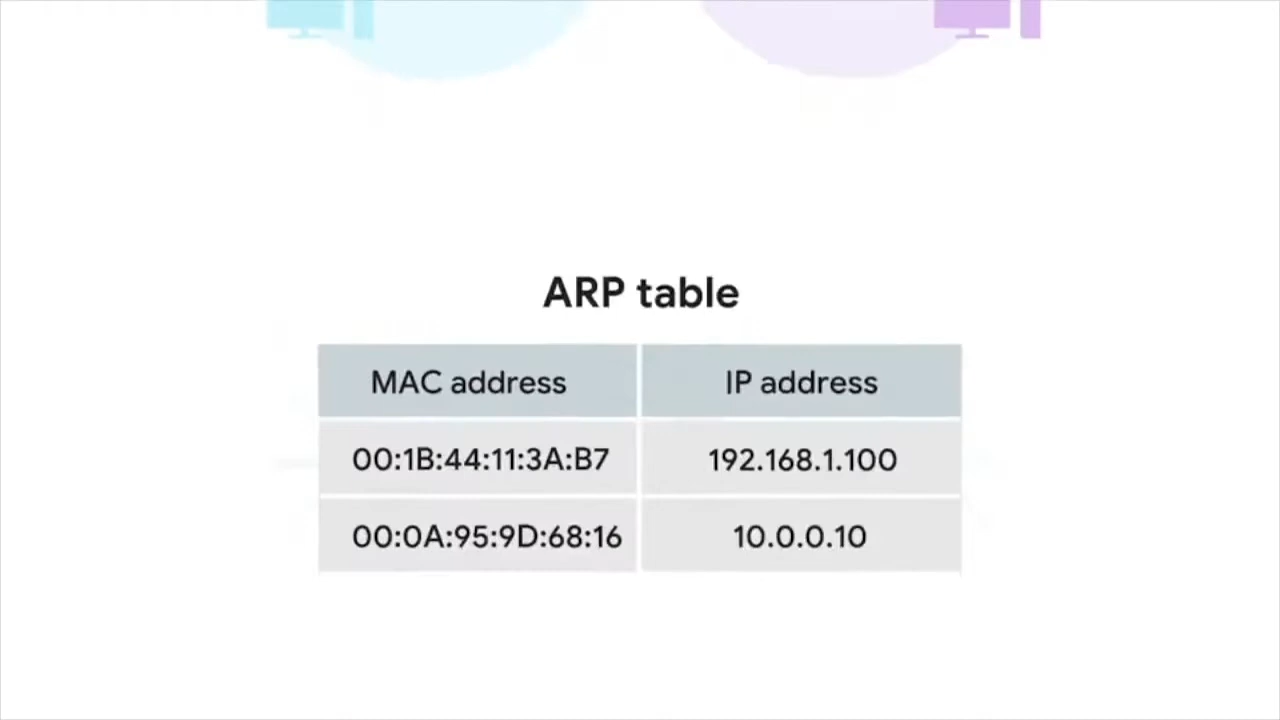 ARP table
MAC address IP address
00:1B:44:11:3A:B7 192.168.1.100
00:0A:95:9D:68:16 10.0.0.10